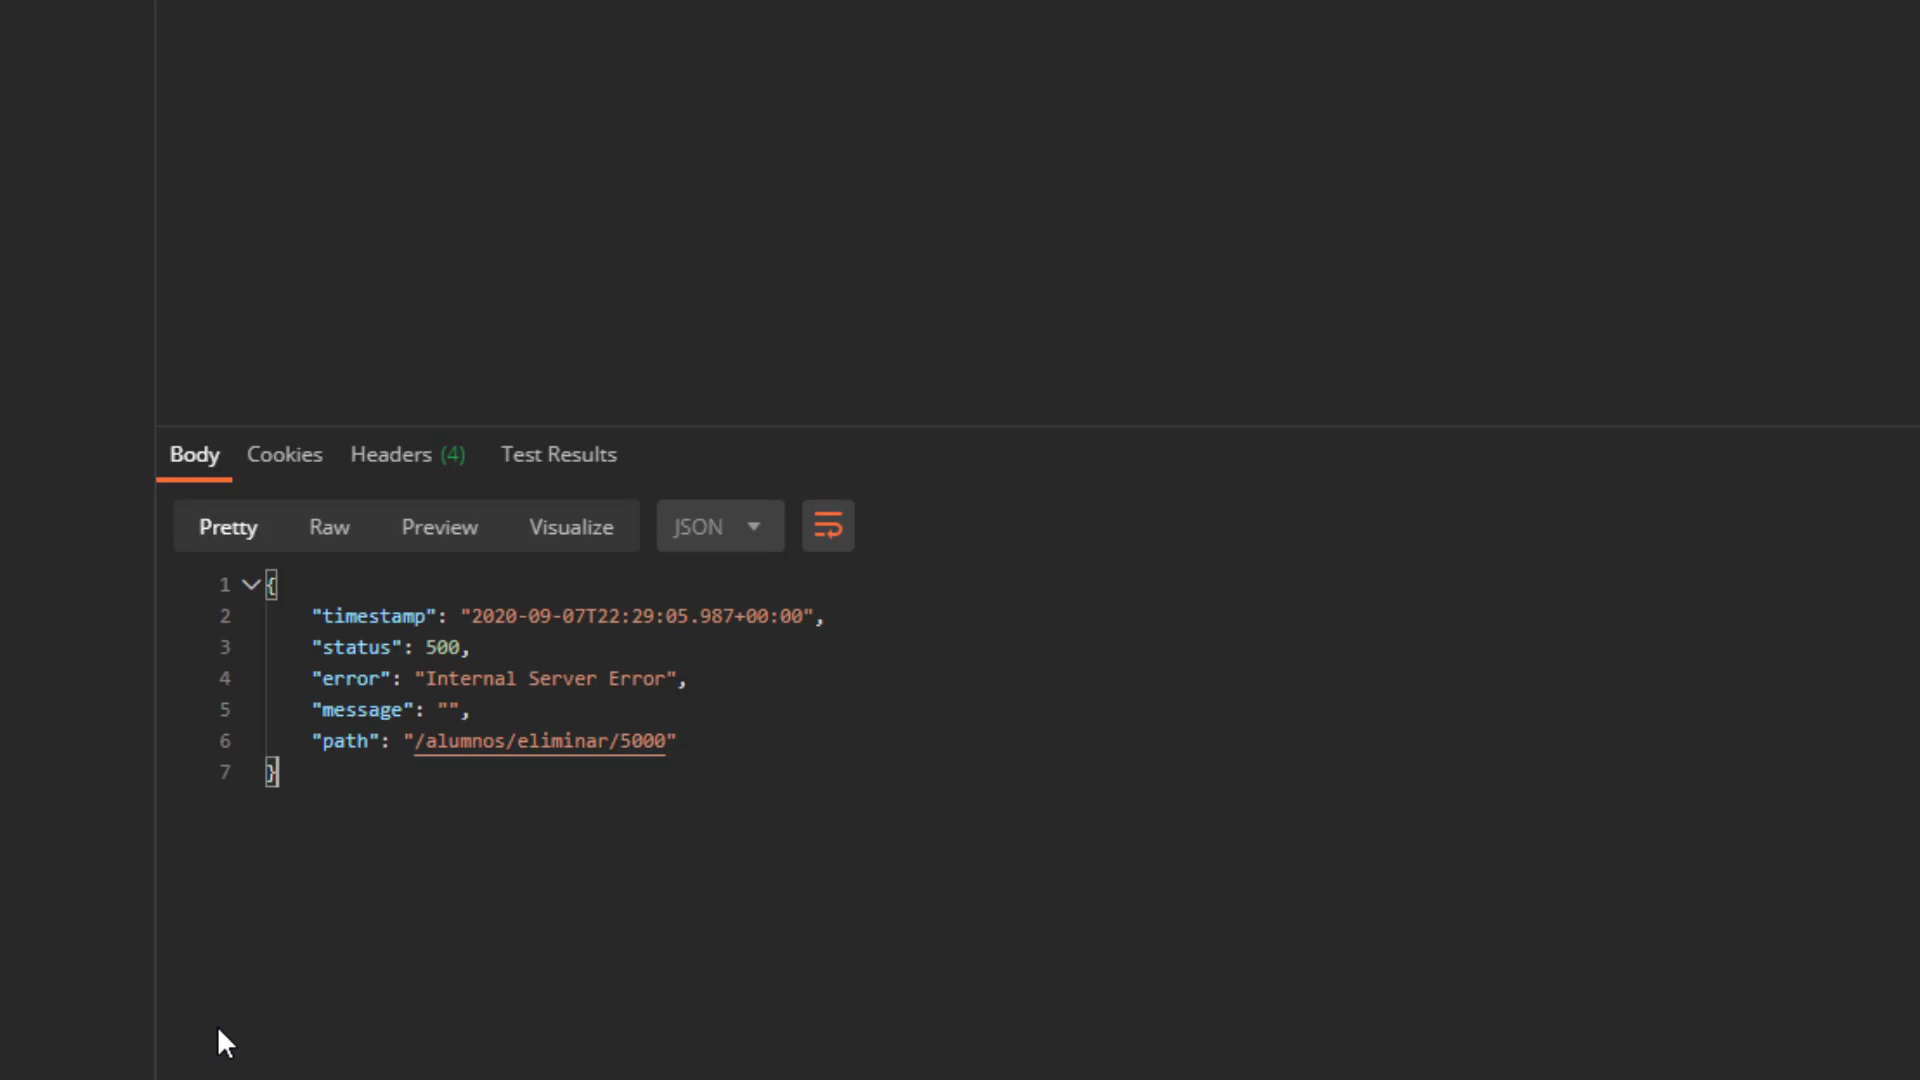 Body Cookies Headers (4) Test Results
Pretty Raw Preview Visualize JSON
1 {
2 "timestamp": "2020-09-07T22:29:05.987+00:00",
3 "status": 500,
4 "error": "Internal Server Error",
5 "message": "",
6 "path": "/alumnos/eliminar/5000"
7 }